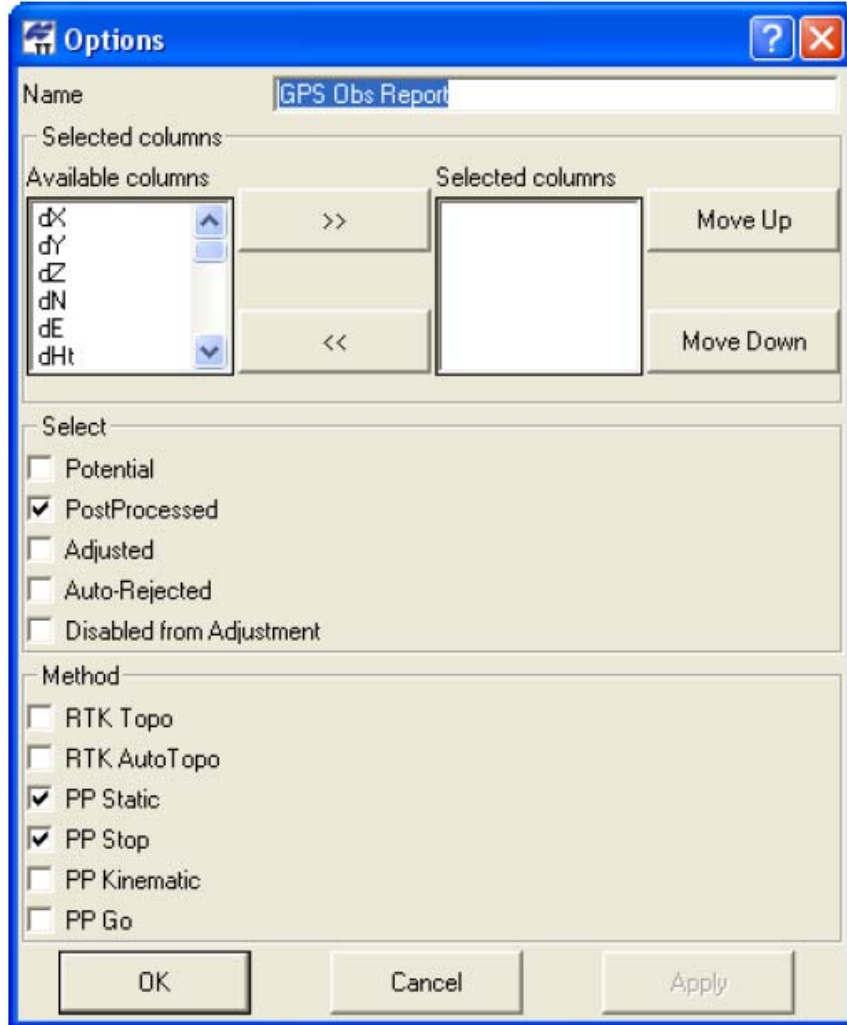 Options
Name GPS Obs Report
Selected columns
Available columns Selected columns
dX
dY
dZ
dN
dE
dHt
>> Move Up
<< Move Down
Select
Potential
PostProcessed
Adjusted
Auto-Rejected
Disabled from Adjustment
Method
RTK Topo
RTK AutoTopo
PP Static
PP Stop
PP Kinematic
PP Go
OK Cancel Apply